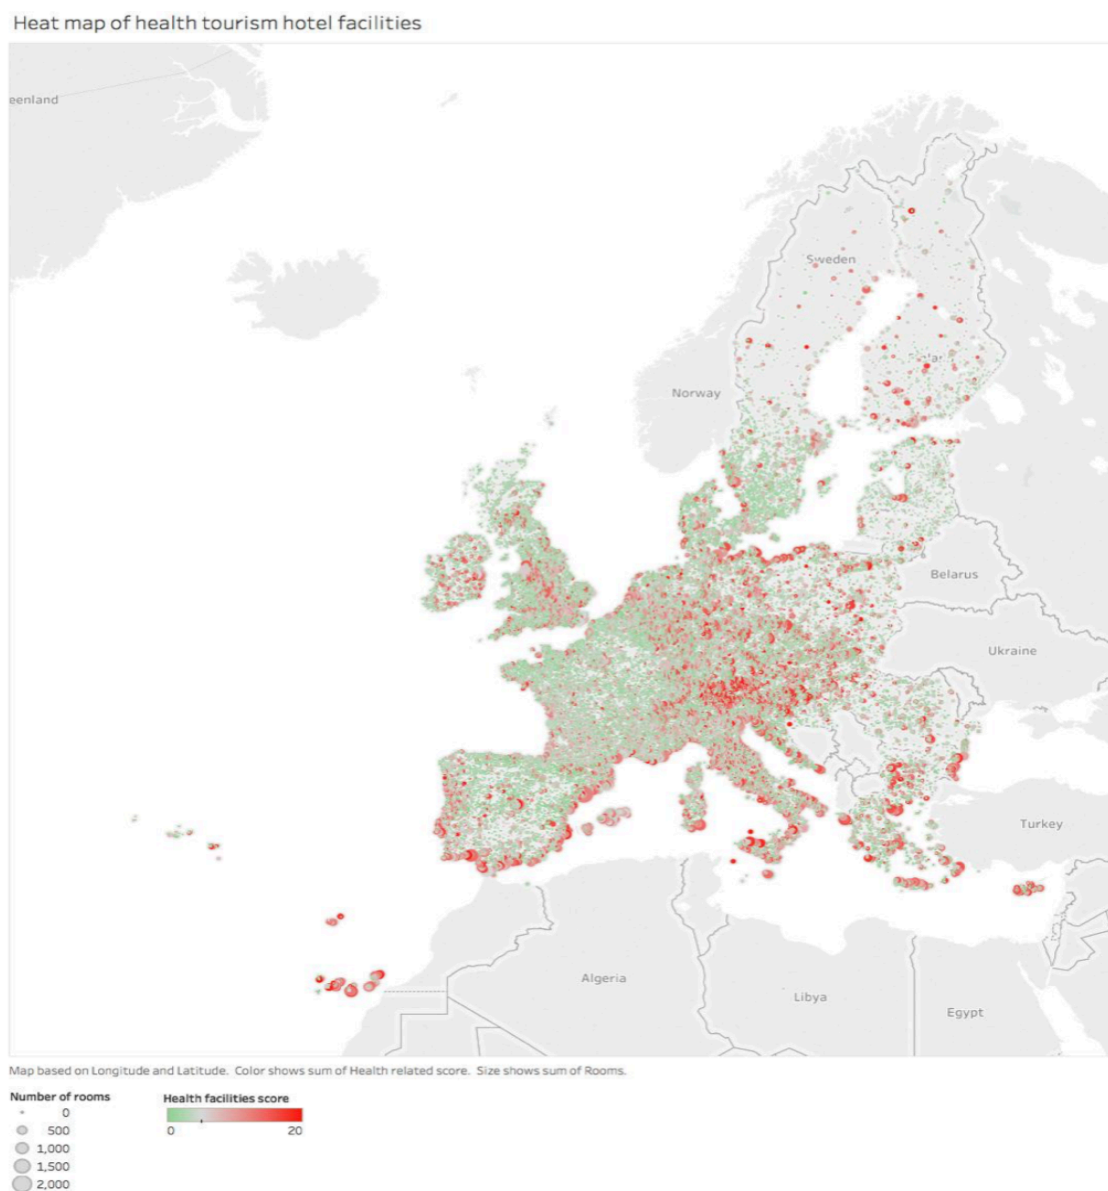 Heat map of health tourism hotel facilities
eenland
Sweden
Norway
Belarus
Ukraine
Turkey
Algeria
Libya
Egypt
Map based on Longitude and Latitude. Color shows sum of Health related score. Size shows sum of Rooms.
Number of rooms
0
500
1,000
1,500
2,000
Health facilities score
0 20